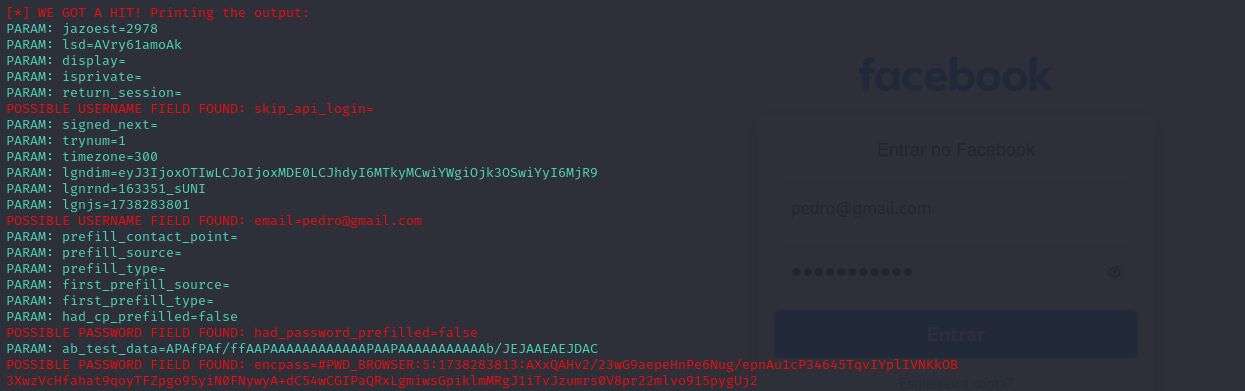 [*] WE GOT A HIT! Printing the output:
PARAM: jazoest=2978
PARAM: lsd=AVry61amoAk
PARAM: display=
PARAM: isprivate=
PARAM: return_session=
POSSIBLE USERNAME FIELD FOUND: skip_api_login=
PARAM: signed_next=
PARAM: trynum=1
PARAM: timezone=300
PARAM: lgndim=eyJ3IjoxOTIwLCJoIjoxMDE0LCJhdyI6MTkyMCwiYWgiOjk3OSwiYyI6MjR9
PARAM: lgnrnd=163351_sUNI
PARAM: lgnjs=1738283801
POSSIBLE USERNAME FIELD FOUND: email=pedro@gmail.com
PARAM: prefill_contact_point=
PARAM: prefill_source=
PARAM: prefill_type=
PARAM: first_prefill_source=
PARAM: first_prefill_type=
PARAM: had_cp_prefilled=false
POSSIBLE PASSWORD FIELD FOUND: had_password_prefilled=false
PARAM: ab_test_data=APAfPAf/ffAAPAAAAAAAAAAAAPAAPAAAAAAAAAAAb/JEJAAEAEJDAC
POSSIBLE PASSWORD FIELD FOUND: encpass=#PWD_BROWSER:5:1738283813:AXxQAHv2/23wG9aepeHnPe6Nug/epnAu1cP34645TqvIYplIVNKkOB
3XwzVcHfahat9qoyTFZpgo95yiN0FNywyA+dC54wCGIPaQRxLgmiwsGpiklmMRgJ1iTvJzumrs0V8pr22mlvo915pygUj2
facebook
Entrar no Facebook
pedro@gmail.com
Entrar